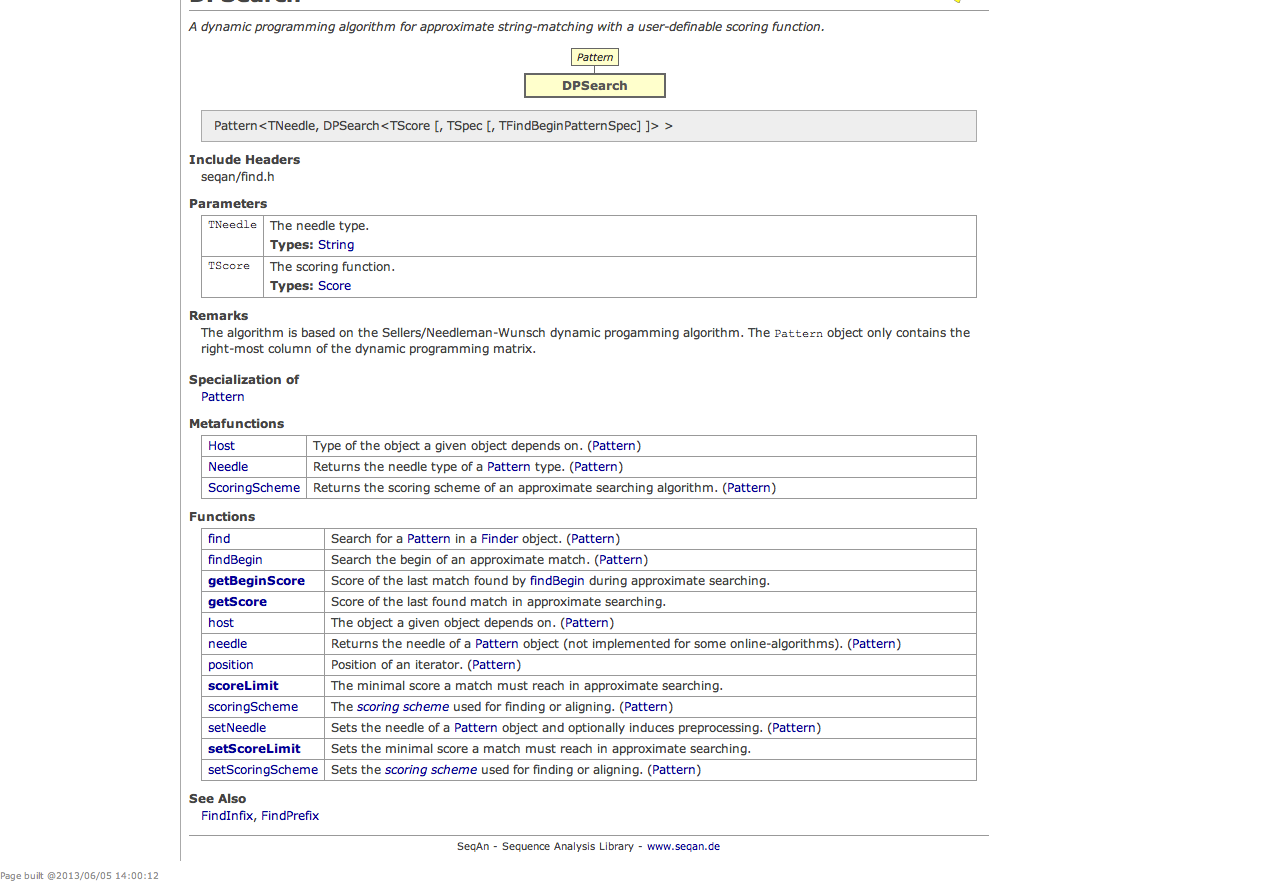 DPSearch
A dynamic programming algorithm for approximate string-matching with a user-definable scoring function.
Pattern
DPSearch
Pattern<TNeedle, DPSearch<TScore [, TSpec [, TFindBeginPatternSpec] ]> >
Include Headers
seqan/find.h
Parameters
TNeedle The needle type.
Types: String
TScore The scoring function.
Types: Score
Remarks
The algorithm is based on the Sellers/Needleman-Wunsch dynamic progamming algorithm. The Pattern object only contains the
right-most column of the dynamic programming matrix.
Specialization of
Pattern
Metafunctions
Host Type of the object a given object depends on. (Pattern)
Needle Returns the needle type of a Pattern type. (Pattern)
ScoringScheme Returns the scoring scheme of an approximate searching algorithm. (Pattern)
Functions
find Search for a Pattern in a Finder object. (Pattern)
findBegin Search the begin of an approximate match. (Pattern)
getBeginScore Score of the last match found by findBegin during approximate searching.
getScore Score of the last found match in approximate searching.
host The object a given object depends on. (Pattern)
needle Returns the needle of a Pattern object (not implemented for some online-algorithms). (Pattern)
position Position of an iterator. (Pattern)
scoreLimit The minimal score a match must reach in approximate searching.
scoringScheme The scoring scheme used for finding or aligning. (Pattern)
setNeedle Sets the needle of a Pattern object and optionally induces preprocessing. (Pattern)
setScoreLimit Sets the minimal score a match must reach in approximate searching.
setScoringScheme Sets the scoring scheme used for finding or aligning. (Pattern)
See Also
FindInfix, FindPrefix
SeqAn - Sequence Analysis Library - www.seqan.de
Page built @2013/06/05 14:00:12